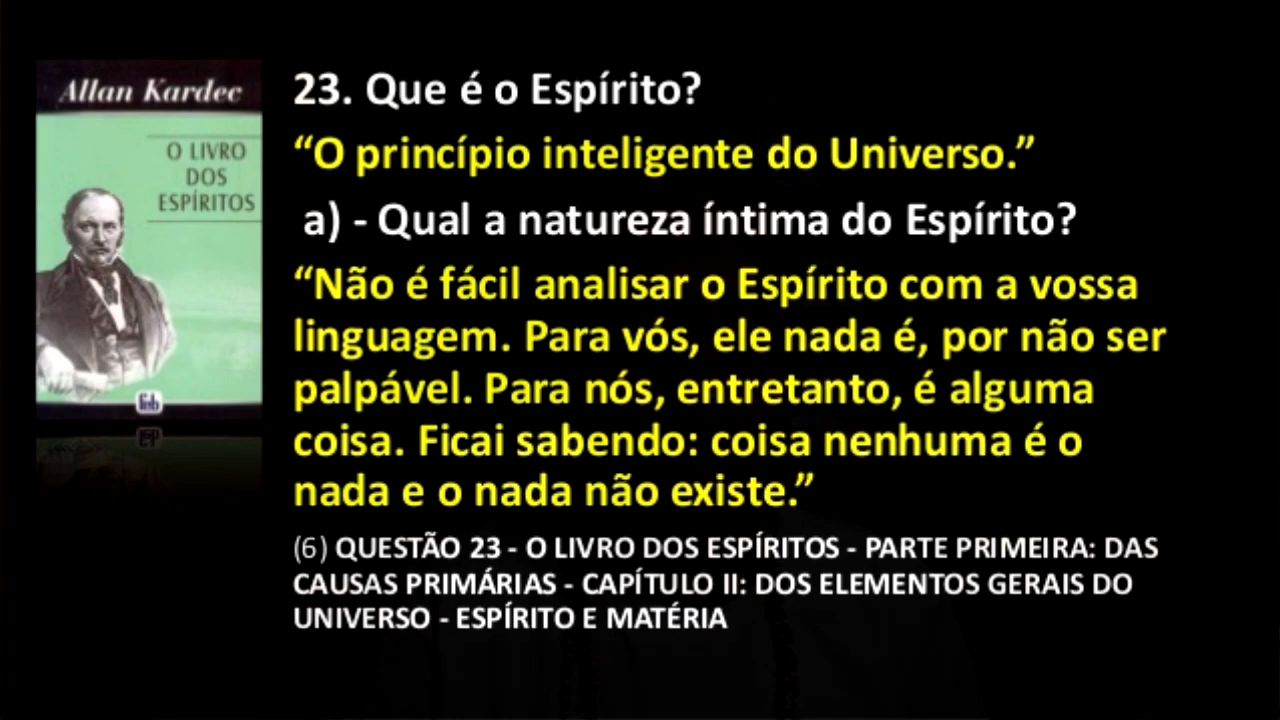 Allan Kardec
O LIVRO
DOS
ESPÍRITOS
feb
23. Que é o Espírito?
“O princípio inteligente do Universo.”
a) - Qual a natureza íntima do Espírito?
“Não é fácil analisar o Espírito com a vossa
linguagem. Para vós, ele nada é, por não ser
palpável. Para nós, entretanto, é alguma
coisa. Ficai sabendo: coisa nenhuma é o
nada e o nada não existe.”
(6) QUESTÃO 23 - O LIVRO DOS ESPÍRITOS - PARTE PRIMEIRA: DAS
CAUSAS PRIMÁRIAS - CAPÍTULO II: DOS ELEMENTOS GERAIS DO
UNIVERSO - ESPÍRITO E MATÉRIA